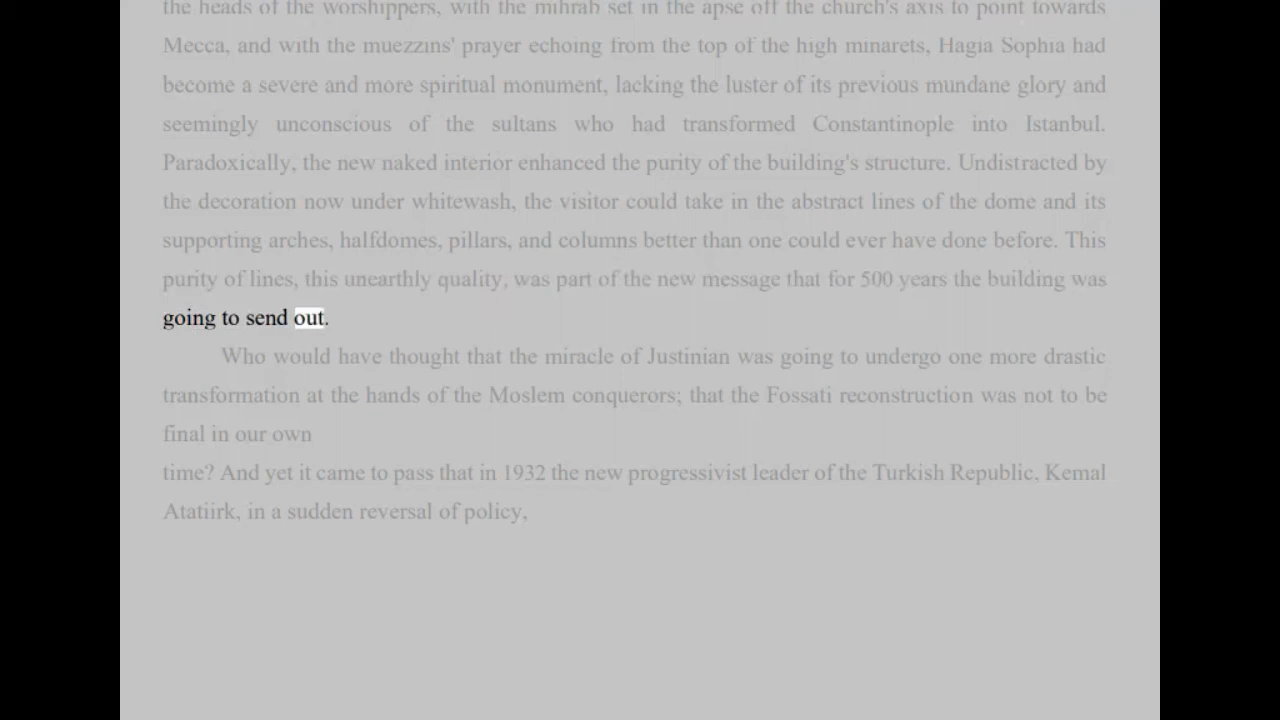 the heads of the worshippers, with the mihrab set in the apse off the church's axis to point towards
Mecca, and with the muezzins' prayer echoing from the top of the high minarets, Hagia Sophia had
become a severe and more spiritual monument, lacking the luster of its previous mundane glory and
seemingly unconscious of the sultans who had transformed Constantinople into Istanbul.
Paradoxically, the new naked interior enhanced the purity of the building's structure. Undistracted by
the decoration now under whitewash, the visitor could take in the abstract lines of the dome and its
supporting arches, halfdomes, pillars, and columns better than one could ever have done before. This
purity of lines, this unearthly quality, was part of the new message that for 500 years the building was
going to send out.
Who would have thought that the miracle of Justinian was going to undergo one more drastic
transformation at the hands of the Moslem conquerors; that the Fossati reconstruction was not to be
final in our own
time? And yet it came to pass that in 1932 the new progressivist leader of the Turkish Republic, Kemal
Atatiirk, in a sudden reversal of policy,